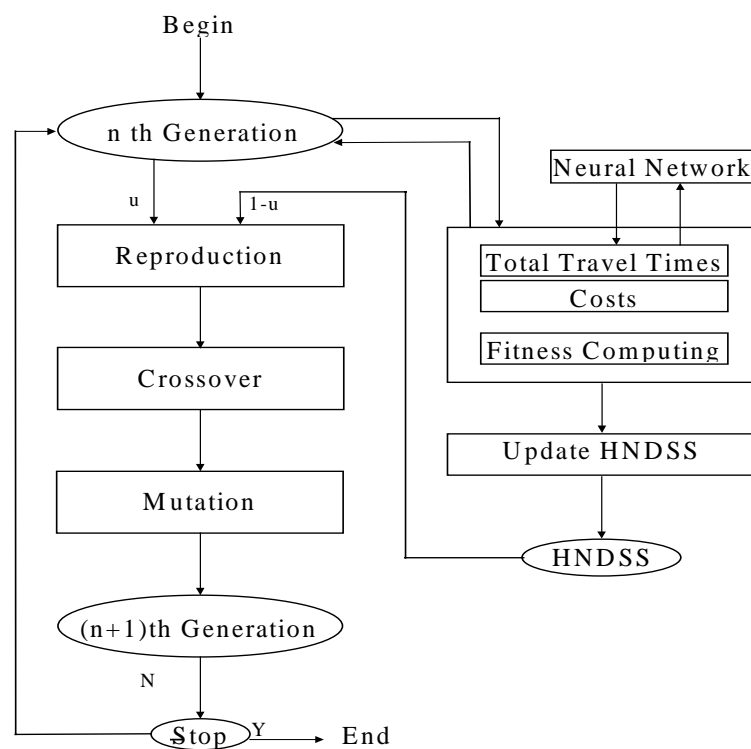 Begin
n th Generation
Neural Network
u
1-u
Reproduction
Total Travel Times
Costs
Fitness Computing
Crossover
Update HNDSS
Mutation
HNDSS
(n+1)th Generation
N
Stop
Y
End